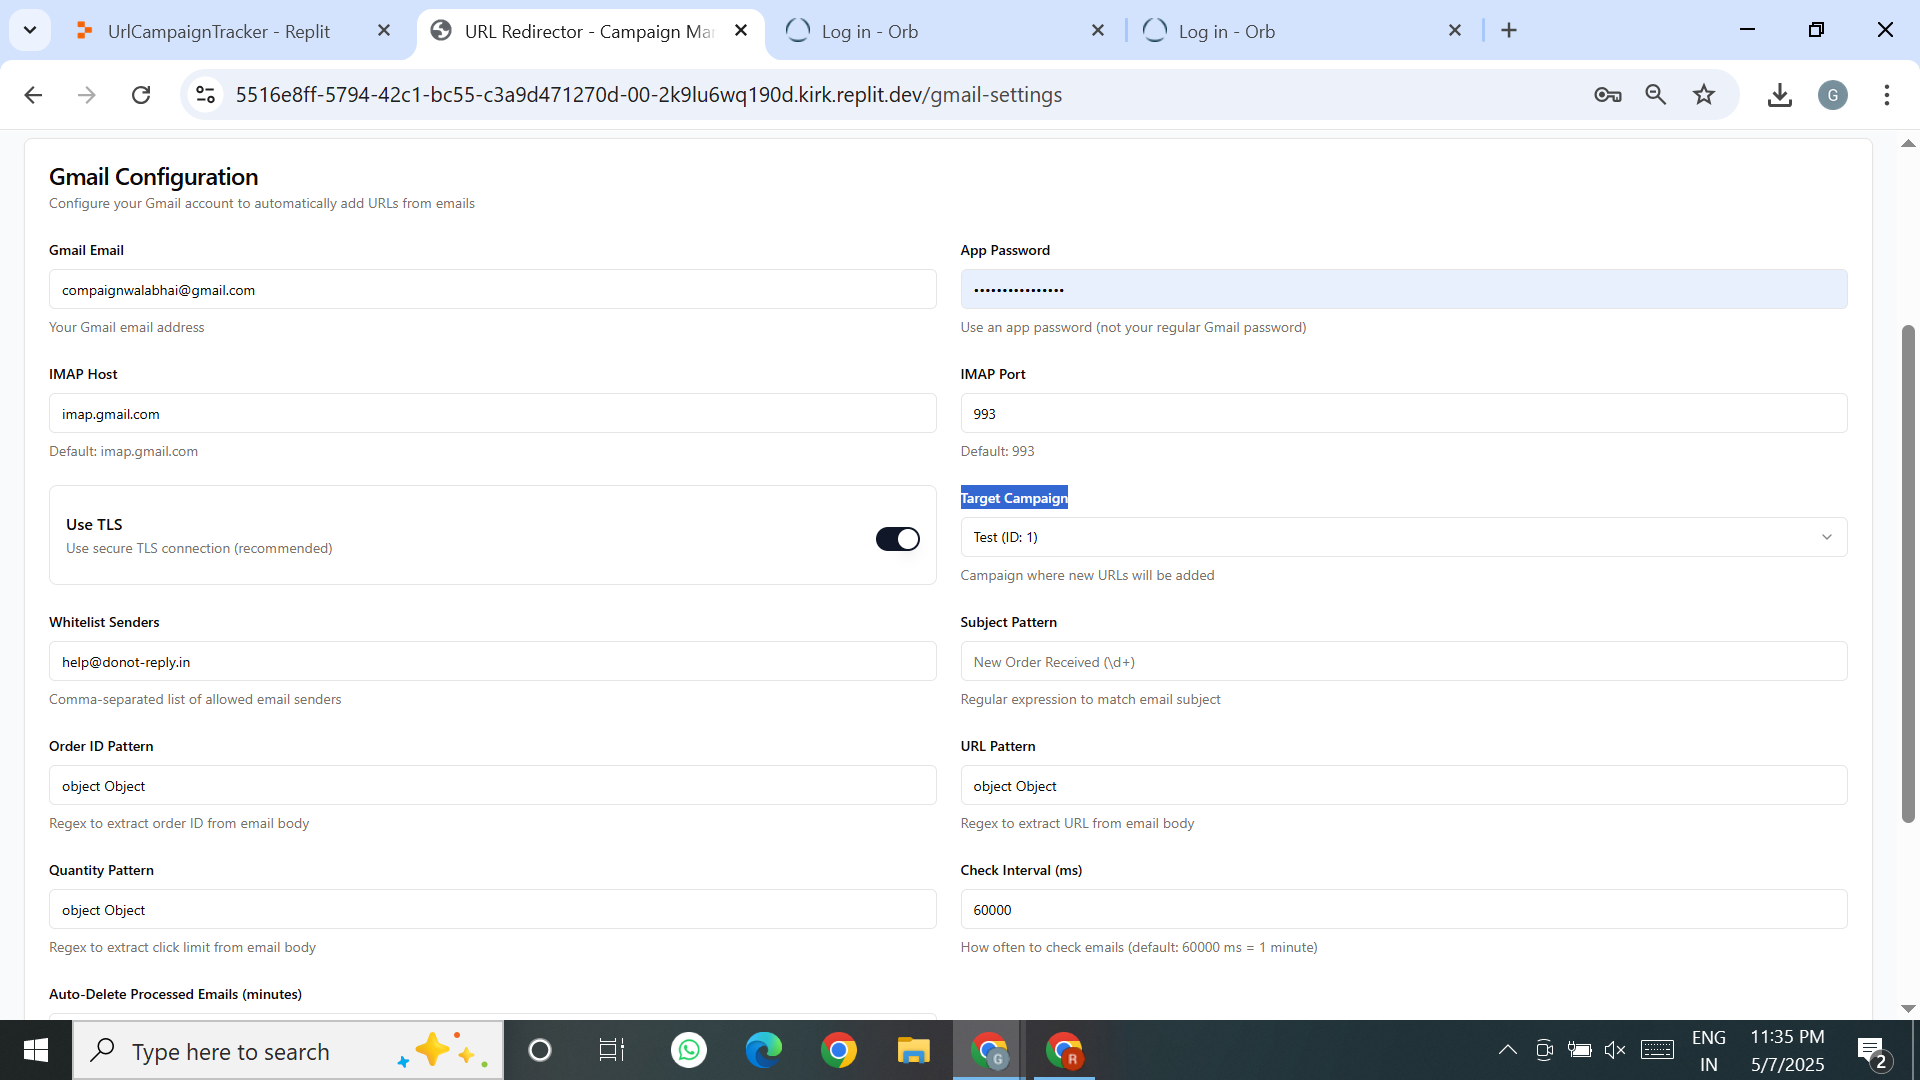 UrlCampaignTracker - Replit
URL Redirector - Campaign Mar
Log in - Orb
Log in - Orb
5516e8ff-5794-42c1-bc55-c3a9d471270d-00-2k9lu6wq190d.kirk.replit.dev/gmail-settings
G
Gmail Configuration
Configure your Gmail account to automatically add URLs from emails
Gmail Email
App Password
compaignwalabhai@gmail.com
••••••••••••••••
Your Gmail email address
Use an app password (not your regular Gmail password)
IMAP Host
IMAP Port
imap.gmail.com
993
Default: imap.gmail.com
Default: 993
Use TLS
Use secure TLS connection (recommended)
Target Campaign
Test (ID: 1)
Campaign where new URLs will be added
Whitelist Senders
Subject Pattern
help@donot-reply.in
New Order Received (\d+)
Comma-separated list of allowed email senders
Regular expression to match email subject
Order ID Pattern
URL Pattern
object Object
object Object
Regex to extract order ID from email body
Regex to extract URL from email body
Quantity Pattern
Check Interval (ms)
object Object
60000
Regex to extract click limit from email body
How often to check emails (default: 60000 ms = 1 minute)
Auto-Delete Processed Emails (minutes)
Type here to search
G
R
ENG
IN
11:35 PM
5/7/2025
2